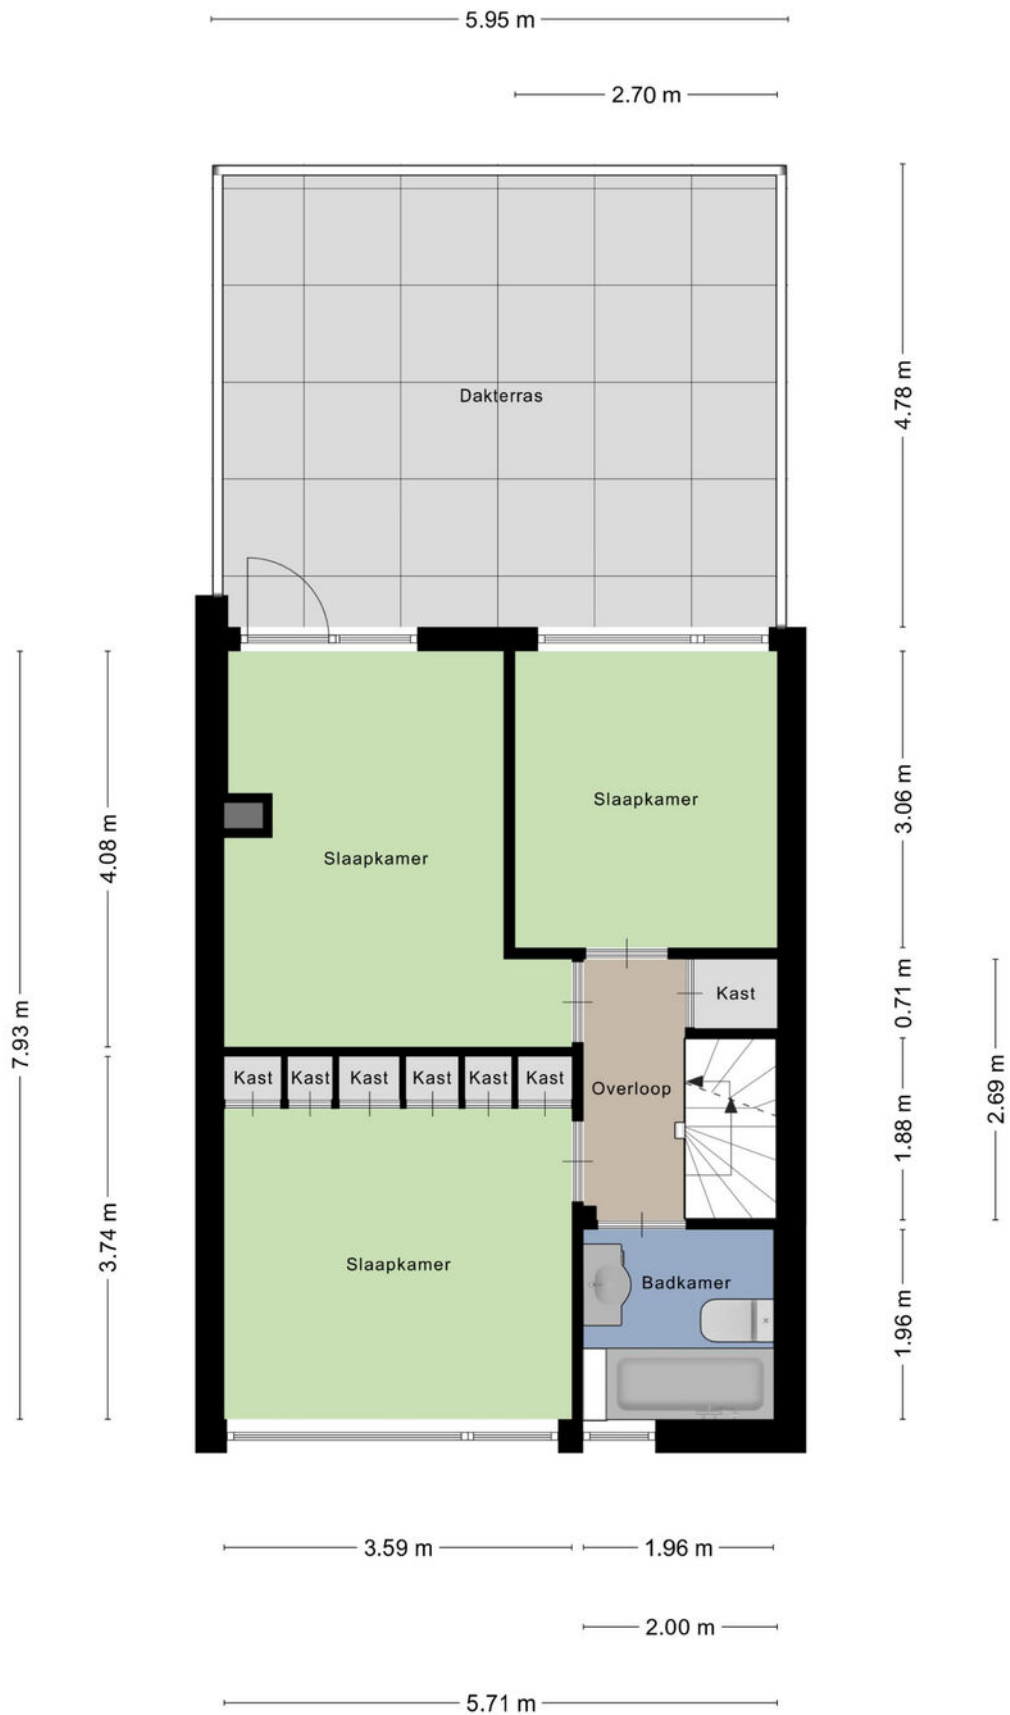 5.95 m
2.70 m
Dakterras
4.78 m
Slaapkamer
3.06 m
4.08 m
Slaapkamer
0.71 m
Kast
7.93 m
2.69 m
Kast Kast Kast Kast Kast Kast
Overloop
1.88 m
3.74 m
Slaapkamer
Badkamer
1.96 m
3.59 m
1.96 m
2.00 m
5.71 m